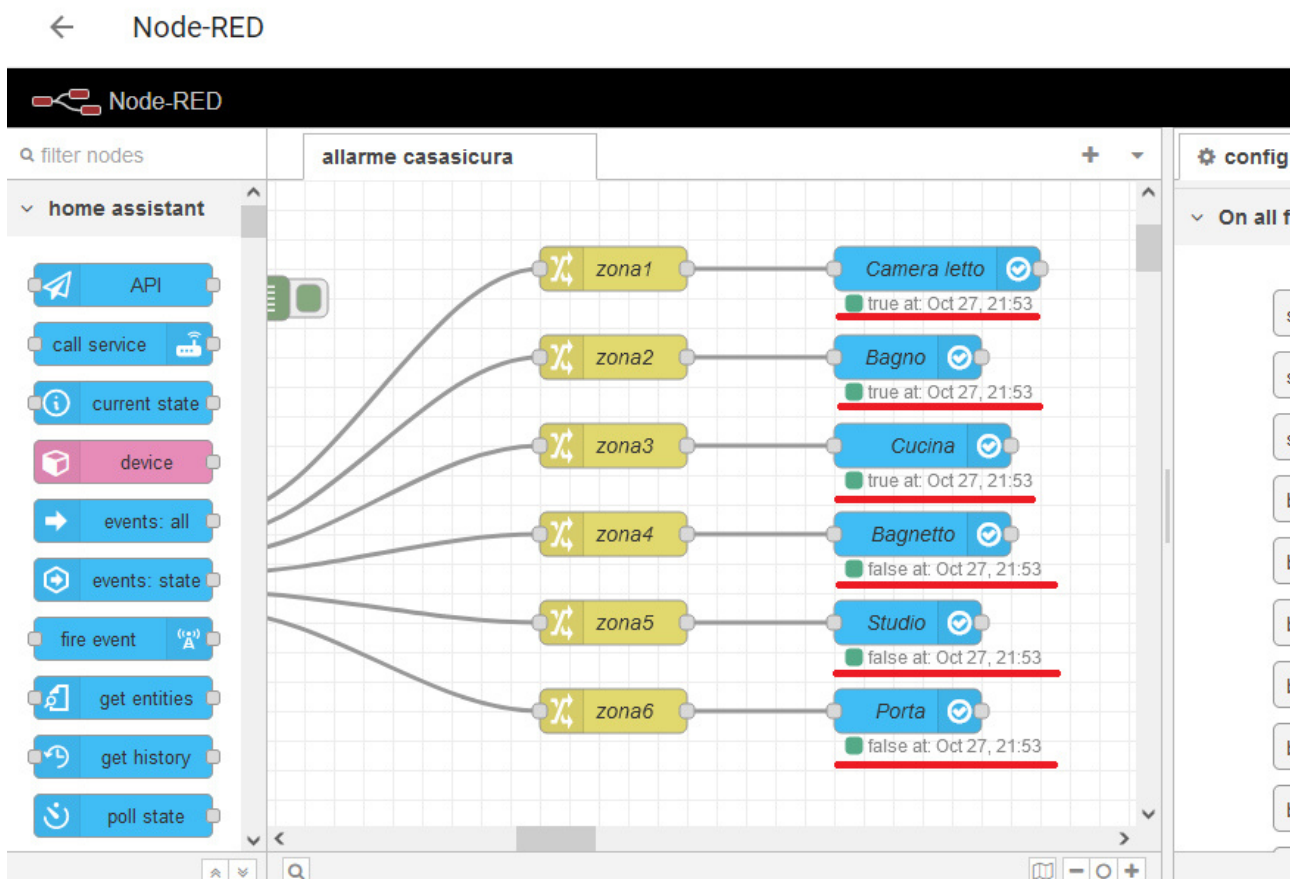 Node-RED
Node-RED
filter nodes
allarme casasicura
config
home assistant
On all f
API
call service
current state
device
events: all
events: state
fire event
get entities
get history
poll state
zona1
Camera letto
true at: Oct 27, 21:53
zona2
Bagno
true at: Oct 27, 21:53
zona3
Cucina
true at: Oct 27, 21:53
zona4
Bagnetto
false at: Oct 27, 21:53
zona5
Studio
false at: Oct 27, 21:53
zona6
Porta
false at: Oct 27, 21:53